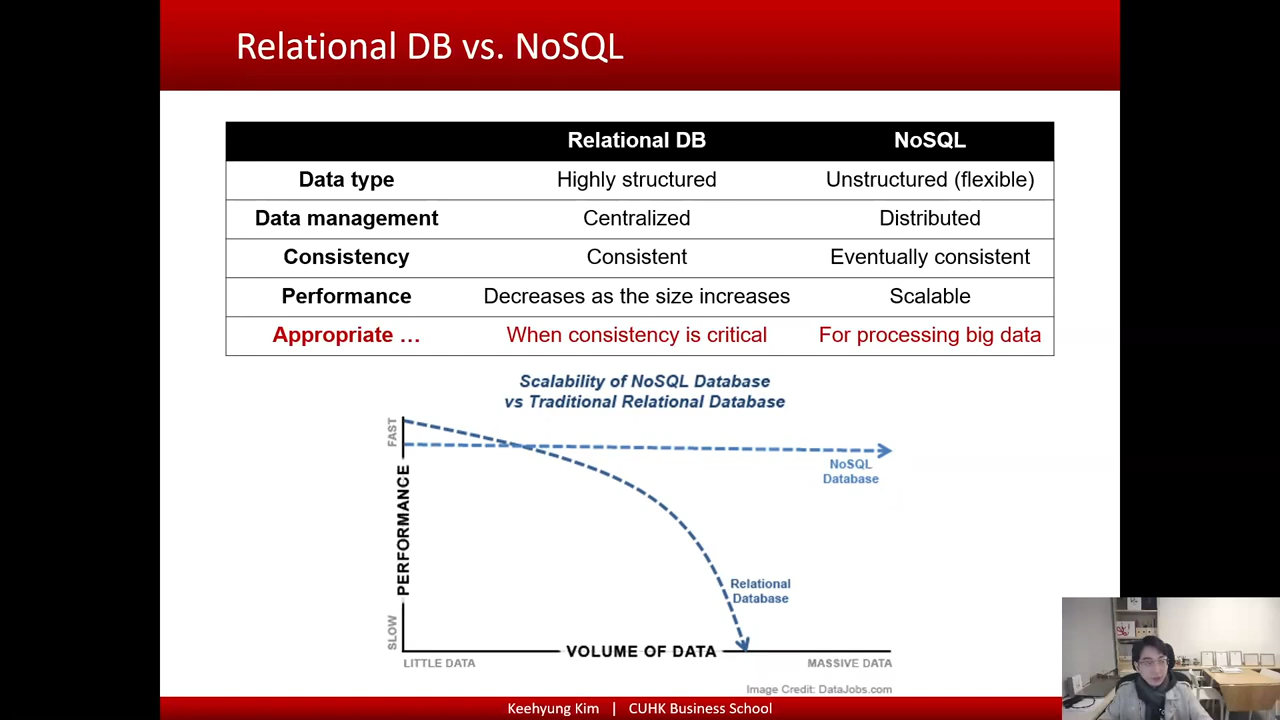 Relational DB vs. NoSQL
Relational DB NoSQL
Data type Highly structured Unstructured (flexible)
Data management Centralized Distributed
Consistency Consistent Eventually consistent
Performance Decreases as the size increases Scalable
Appropriate … When consistency is critical For processing big data
Scalability of NoSQL Database
vs Traditional Relational Database
FAST
PERFORMANCE
SLOW
NoSQL
Database
Relational
Database
LITTLE DATA VOLUME OF DATA MASSIVE DATA
Image Credit: DataJobs.com
Keehyung Kim | CUHK Business School